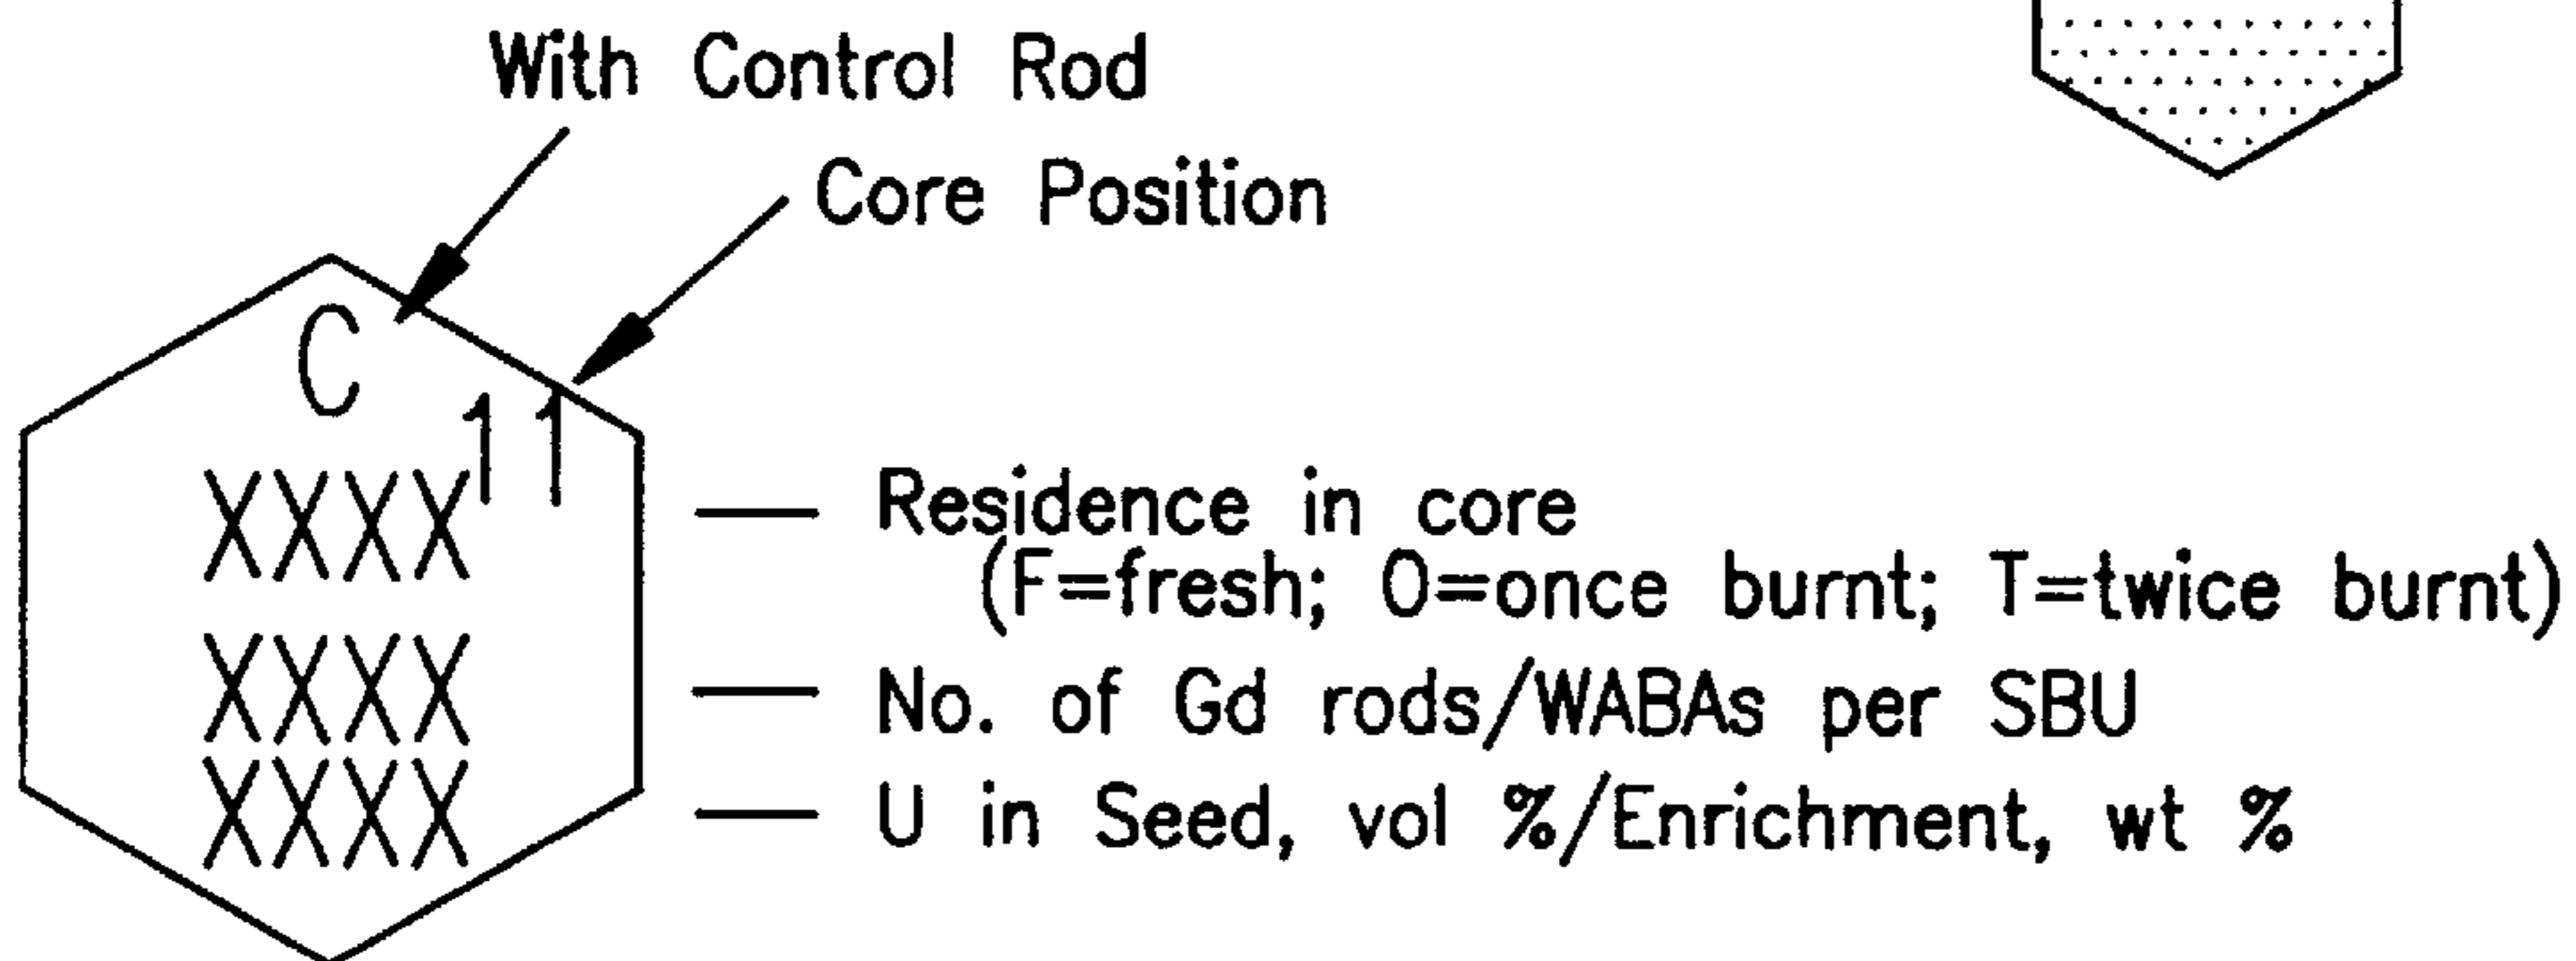 With Control Rod
Core Position
C
11
XXXX
Residence in core
(F=fresh; O=once burnt; T=twice burnt)
XXXX
No. of Gd rods/WABAs per SBU
XXXX
U in Seed, vol %/Enrichment, wt %